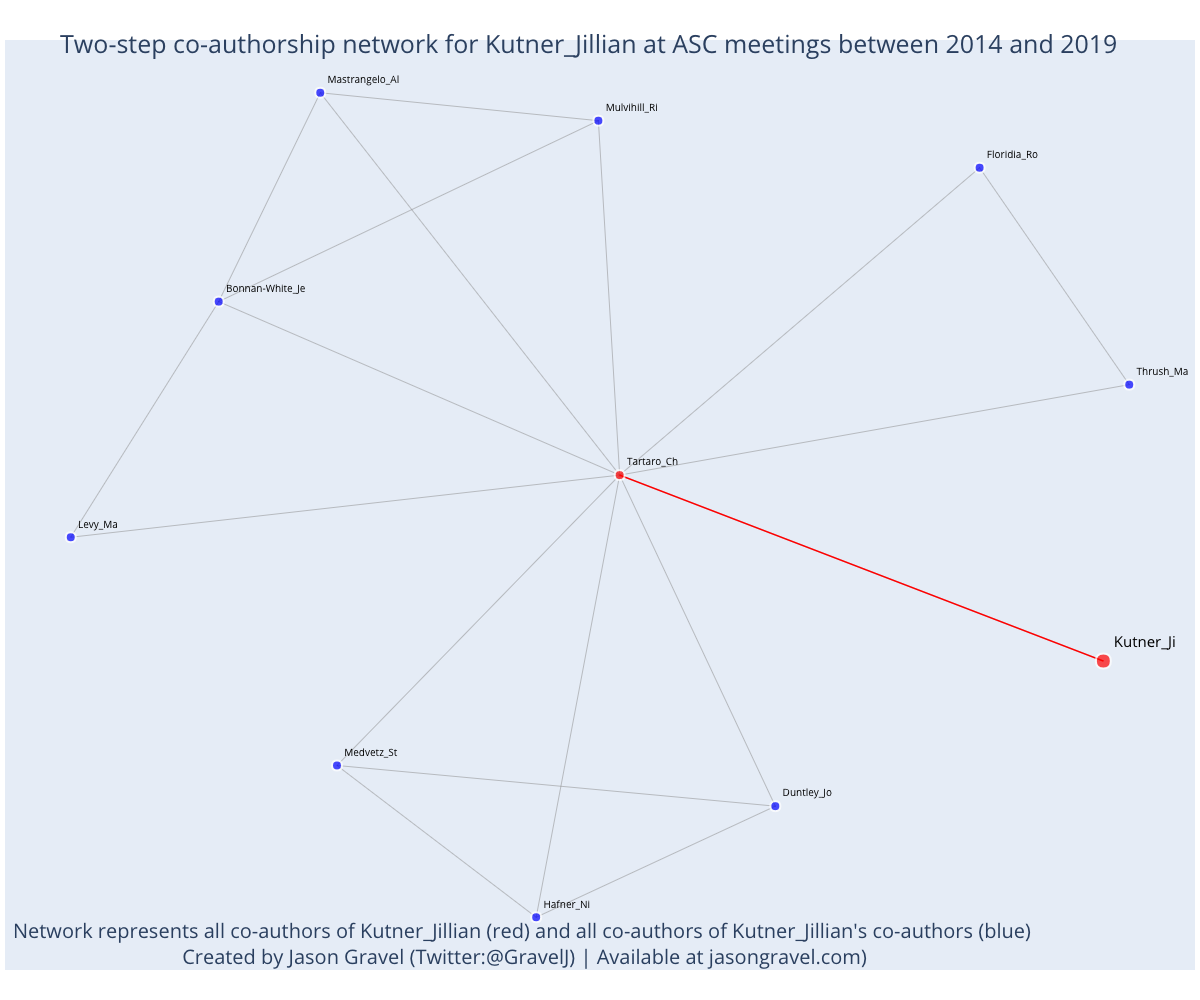 Two-step co-authorship network for Kutner_Jillian at ASC meetings between 2014 and 2019
Mastrangelo_Al
Mulvihill_Ri
Floridia_Ro
Bonnan-White_Je
Thrush_Ma
Tartaro_Ch
Levy_Ma
Kutner_Ji
Medvetz_St
Duntley_Jo
Hafner_Ni
Network represents all co-authors of Kutner_Jillian (red) and all co-authors of Kutner_Jillian's co-authors (blue)
Created by Jason Gravel (Twitter:@GravelJ) | Available at jasongravel.com)